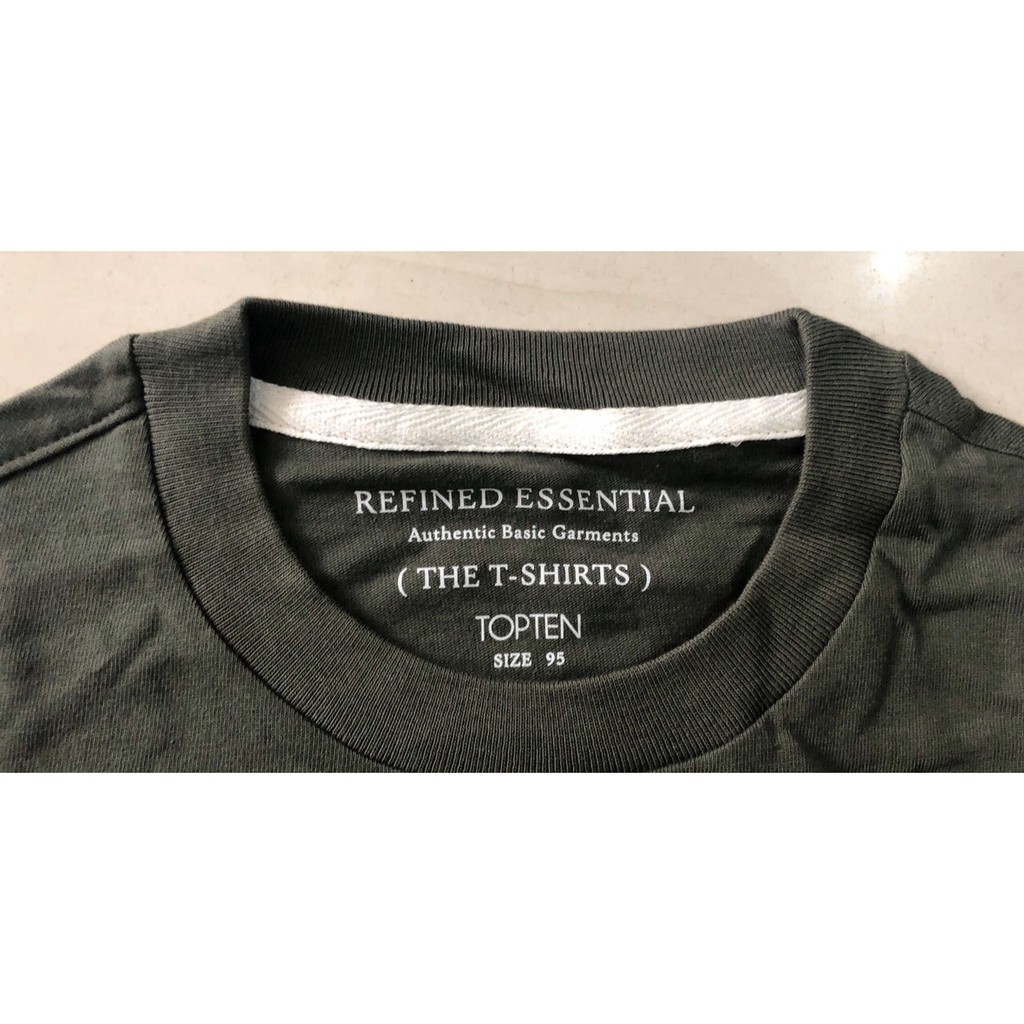 REFINED ESSENTIAL
Authentic Basic Garments
( THE T-SHIRTS )
TOPTEN
SIZE 95